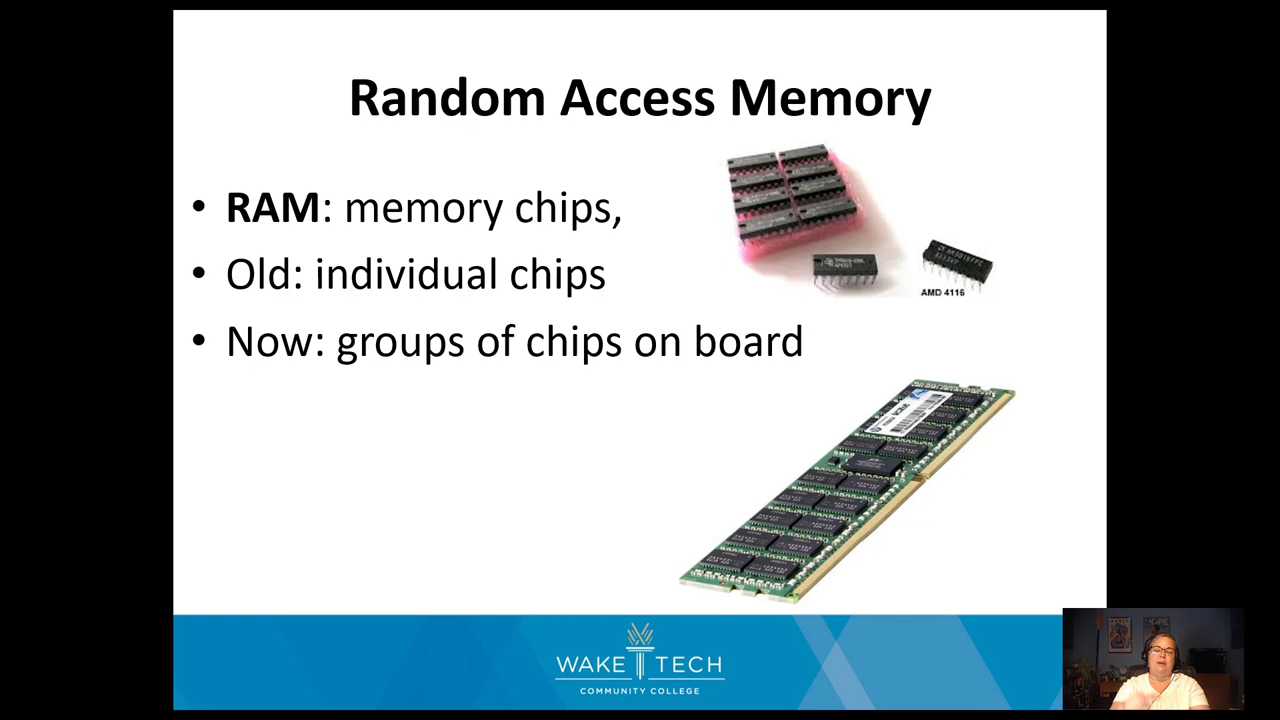 Random Access Memory
• RAM: memory chips,
• Old: individual chips
AMD 4116
• Now: groups of chips on board
WAKE TECH
COMMUNITY COLLEGE
HOPE